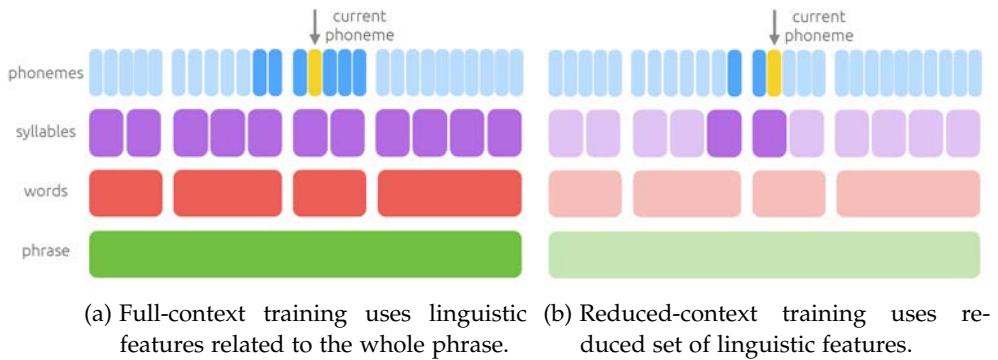 current
phoneme
current
phoneme
phonemes
syllables
words
phrase
(a) Full-context training uses linguistic
features related to the whole phrase.
(b) Reduced-context training uses re-
duced set of linguistic features.